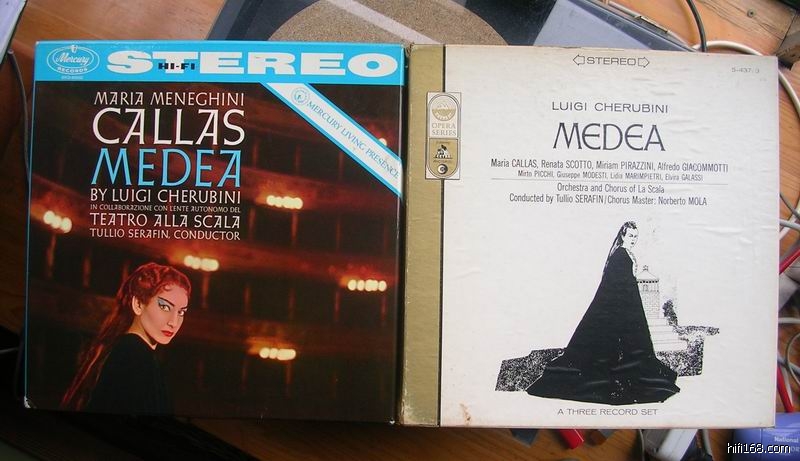 Mercury
RECORDS
STEREO
HI-FI
MERCURY LIVING PRESENCE
MARIA MENEGHINI
CALLAS
MEDEA
BY LUIGI CHERUBINI
IN COLLABORAZIONE CON L'ENTE AUTONOMO DEL
TEATRO ALLA SCALA
TULLIO SERAFIN, CONDUCTOR
STEREO
S-437/3
OPERA
SERIES
LUIGI CHERUBINI
MEDEA
Maria CALLAS, Renata SCOTTO, Miriam PIRAZZINI, Alfredo GIACOMMOTTI
Mirto PICCHI, Giuseppe MODESTI, Lidia MARIMPIETRI, Elvira GALASSI
Orchestra and Chorus of La Scala
Conducted by Tullio SERAFIN/Chorus Master: Norberto MOLA
A THREE RECORD SET
National
hifi168.com